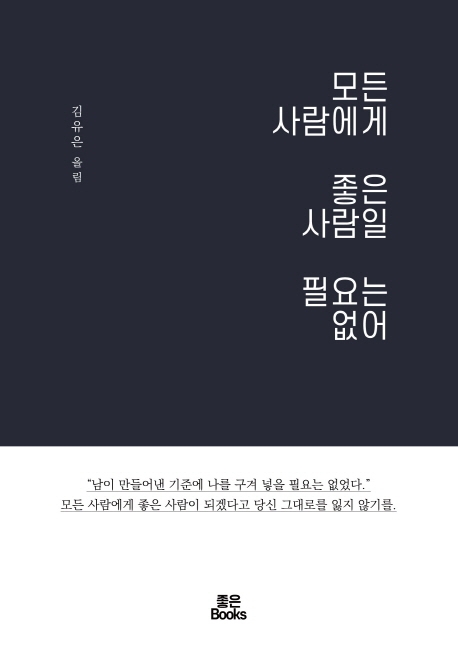 모든
사람에게
좋은
사람일
필요는
없어
김유은 올림
“남이 만들어낸 기준에 나를 구겨 넣을 필요는 없었다.”
모든 사람에게 좋은 사람이 되겠다고 당신 그대로를 잃지 않기를.
좋은
Books